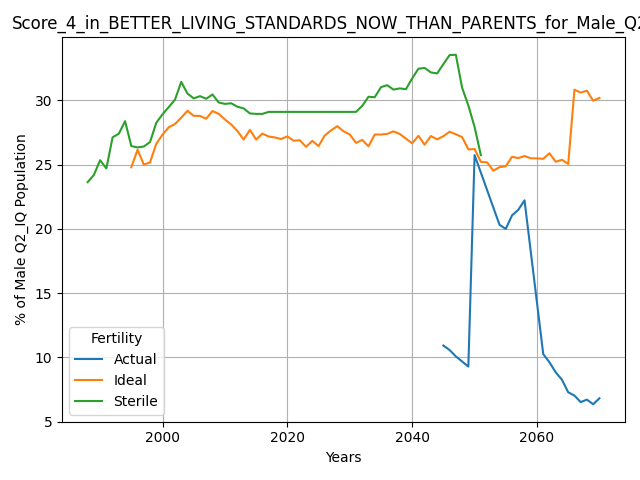 Score_4_in_BETTER_LIVING_STANDARDS_NOW_THAN_PARENTS_for_Male_Q2
% of Male Q2_IQ Population
30
25
20
15
10
5
Fertility
Actual
Ideal
Sterile
2000
2020
2040
2060
Years